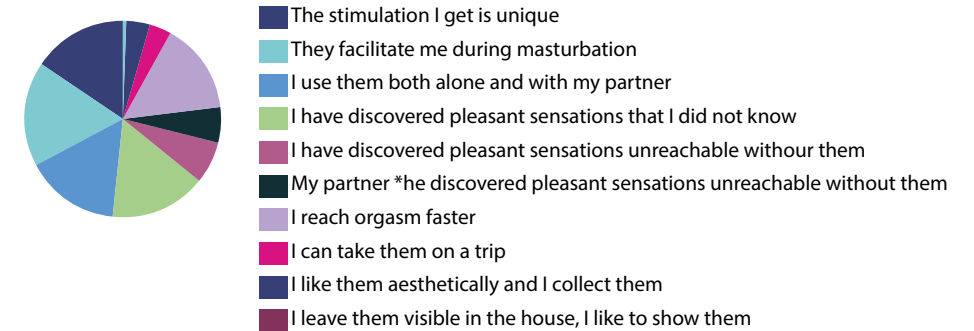 The stimulation I get is unique
They facilitate me during masturbation
I use them both alone and with my partner
I have discovered pleasant sensations that I did not know
I have discovered pleasant sensations unreachable withour them
My partner *he discovered pleasant sensations unreachable without them
I reach orgasm faster
I can take them on a trip
I like them aesthetically and I collect them
I leave them visible in the house, I like to show them